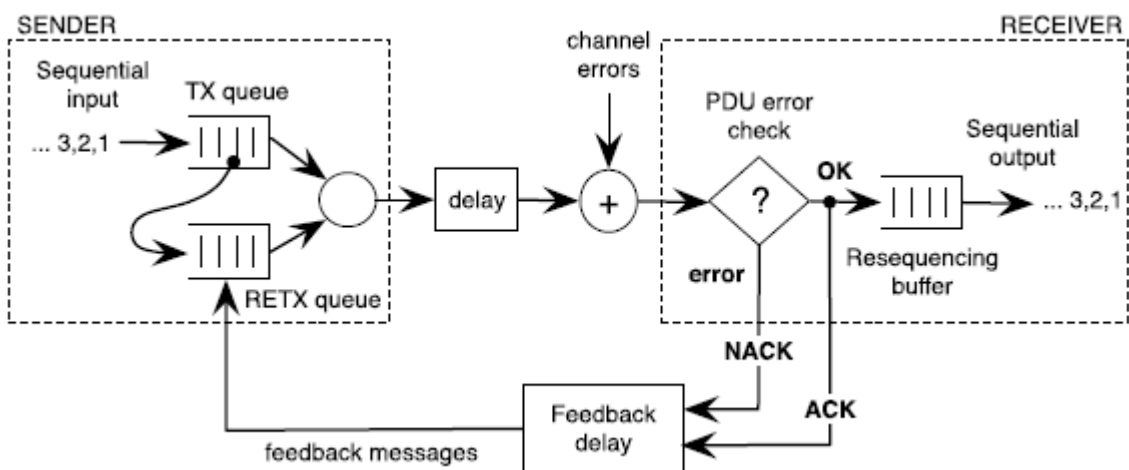 SENDER
Sequential
input
... 3,2,1
TX queue
RETX queue
delay
channel
errors
+
RECEIVER
PDU error
check
?
OK
error
Sequential
output
... 3,2,1
Resequencing
buffer
NACK
ACK
Feedback
delay
feedback messages